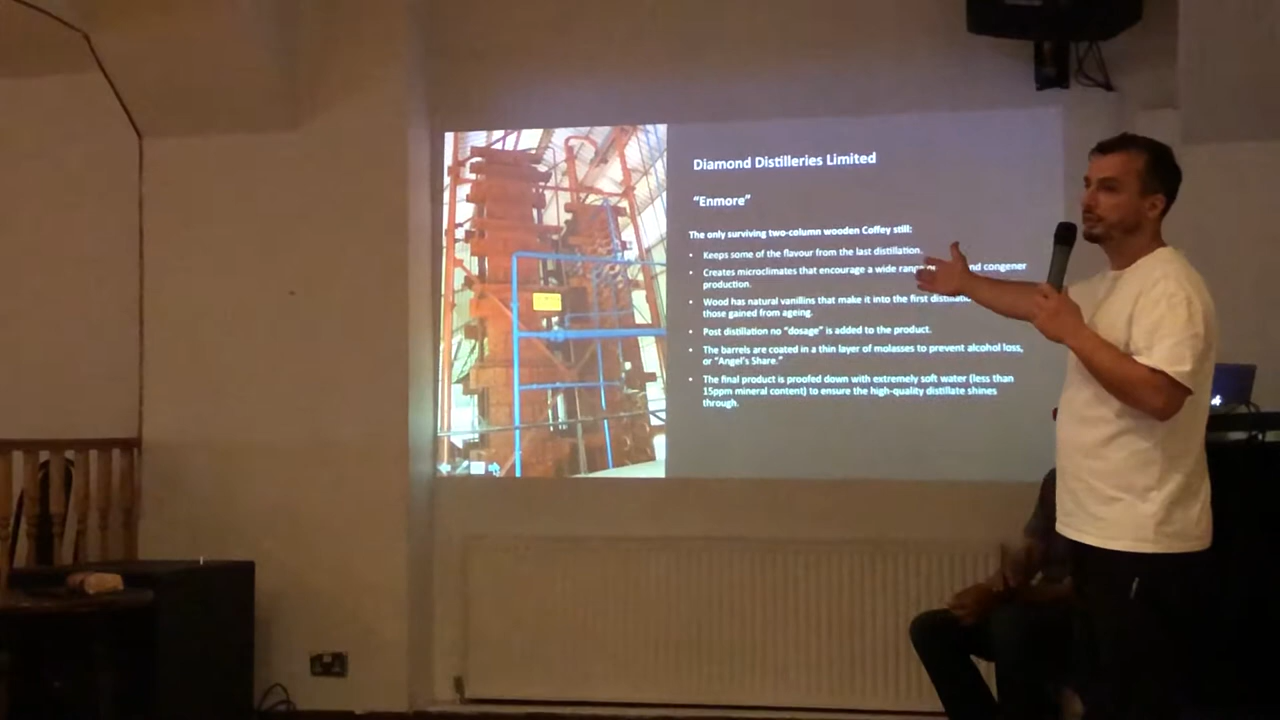 Diamond Distilleries Limited
“Enmore”
The only surviving two-column wooden Coffey still:
• Keeps some of the flavour from the last distillation.
• Creates microclimates that encourage a wide range congener
production.
• Wood has natural vanillins that make it into the first
those gained from ageing.
• Post distillation no “dosage” is added to the product.
• The barrels are coated in a thin layer of molasses to prevent alcohol loss,
or “Angel’s Share.”
• The final product is proofed down with extremely soft water (less than
15ppm mineral content) to ensure the high-quality distillate shines
through.